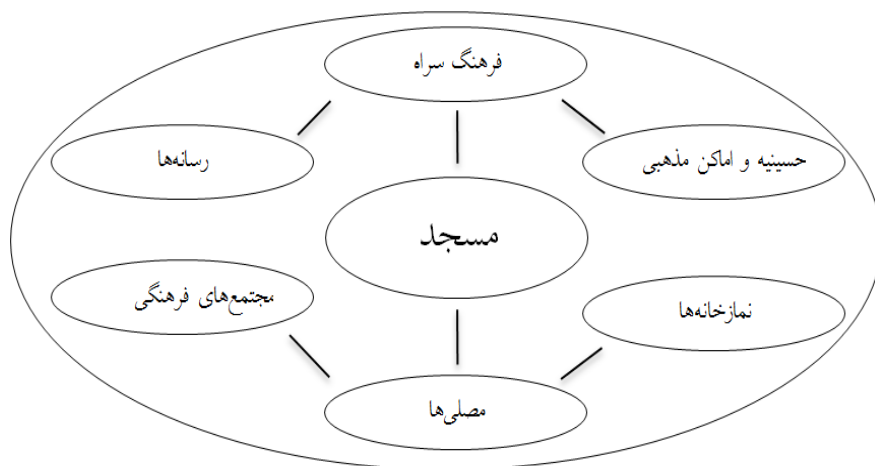 فرهنگ سراه
حسینیه و اماکن مذهبی
رسانه‌ها
مسجد
نمازخانه‌ها
مجتمع‌های فرهنگی
مصلی‌ها